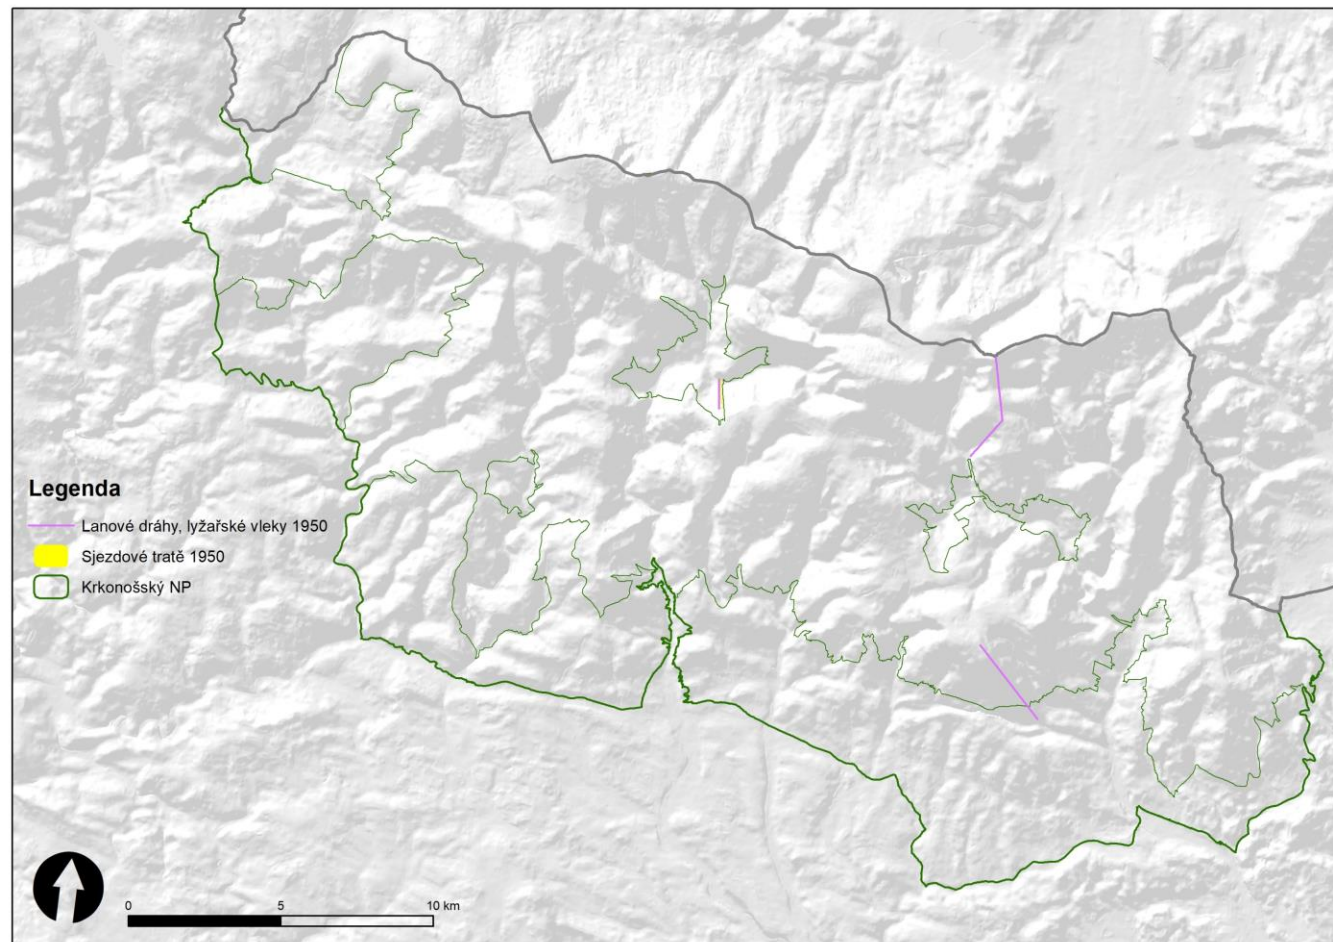 Legenda
Lanové dráhy, lyžařské vleky 1950
Sjezdové tratě 1950
Krkonošský NP
0 5 10 km